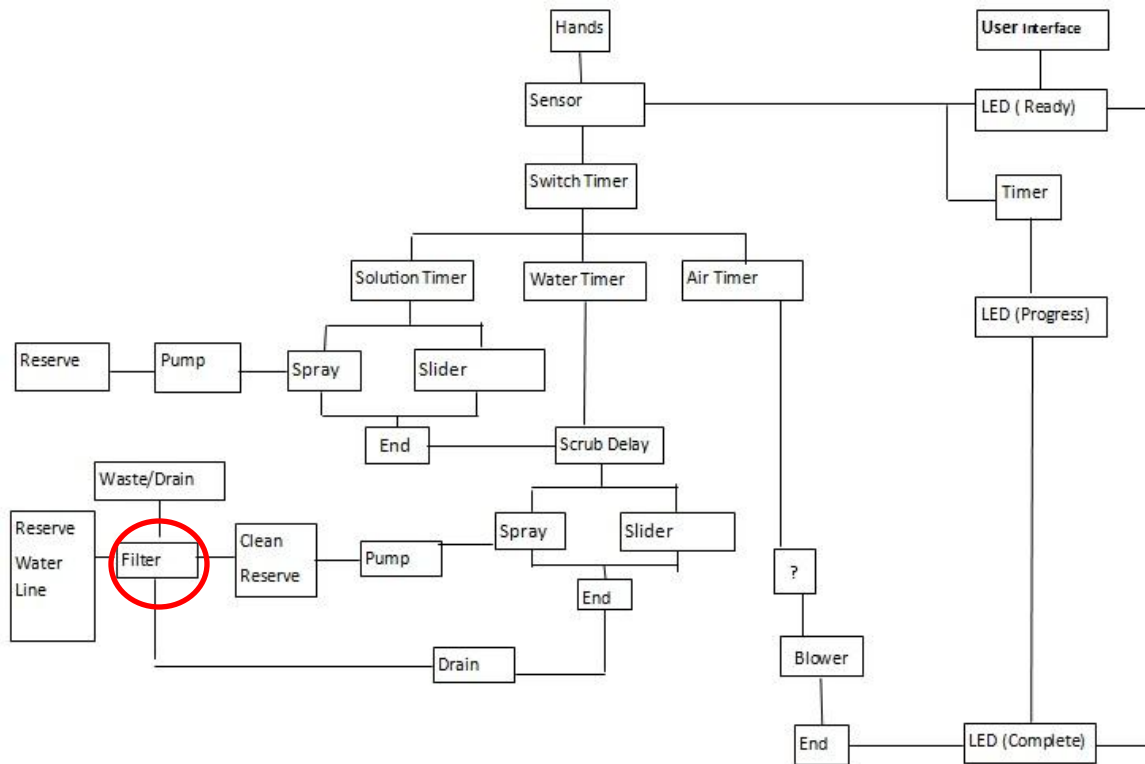 Hands
User Interface
Sensor
LED ( Ready)
Switch Timer
Timer
Solution Timer
Water Timer
Air Timer
LED (Progress)
Reserve
Pump
Spray
Slider
End
Scrub Delay
Waste/Drain
Reserve
Water
Line
Filter
Clean
Reserve
Pump
Spray
Slider
?
End
Drain
Blower
End
LED (Complete)